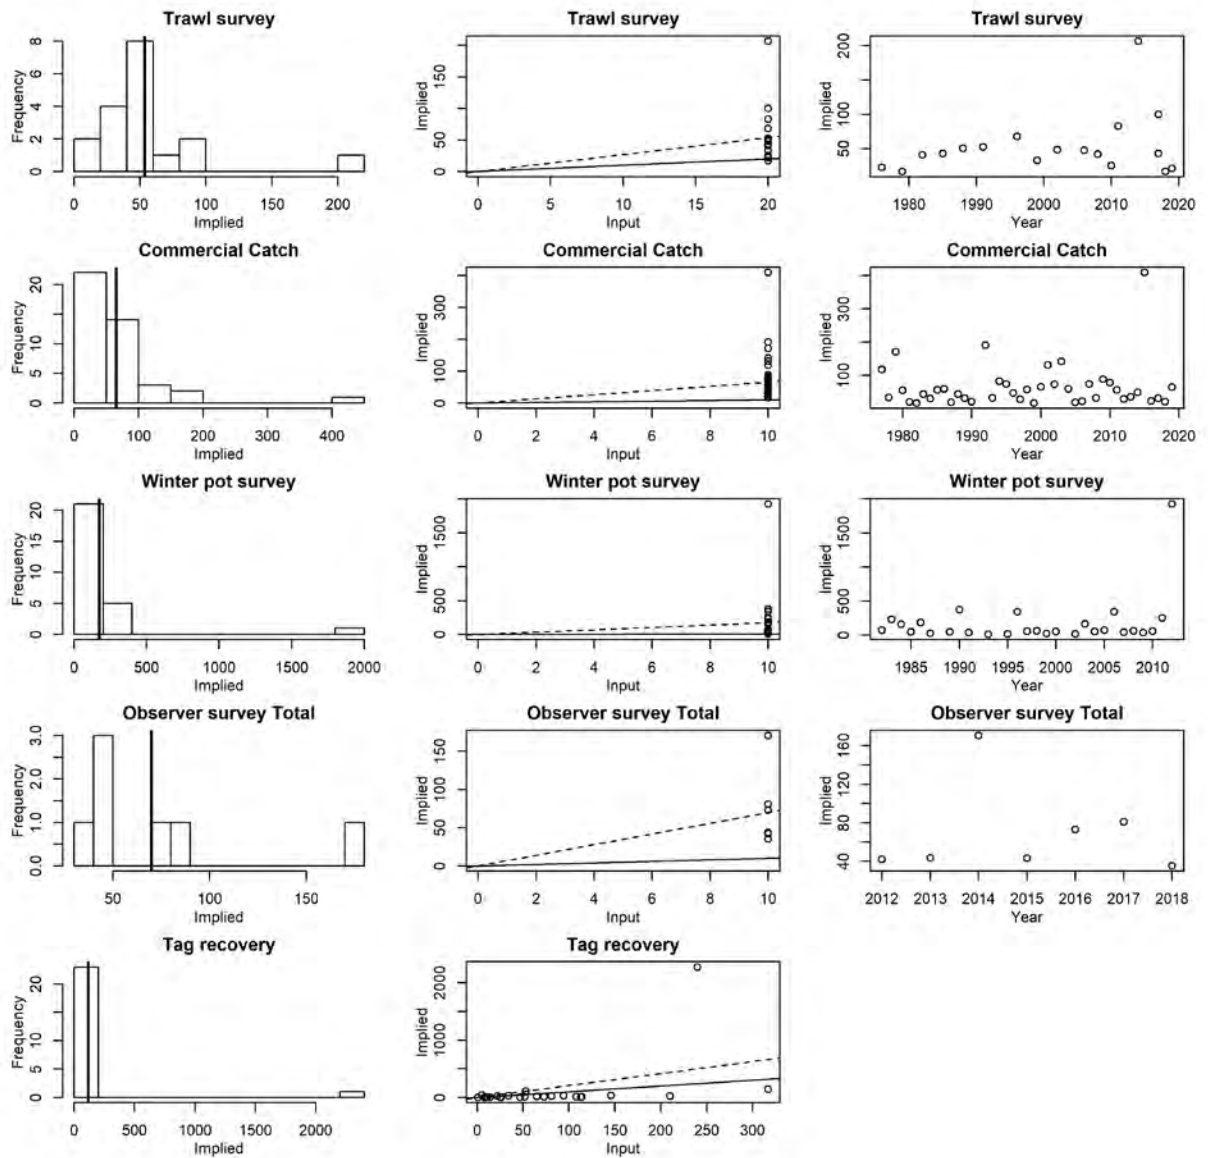 Trawl survey
Frequency
8
6
4
2
0
0 50 100 150 200
Implied
Trawl survey
Implied
150
50
0
0 5 10 15 20
Input
Trawl survey
Implied
200
100
50
1980 1990 2000 2010 2020
Year
Commercial Catch
Frequency
20
10
5
0
0 100 200 300 400
Implied
Commercial Catch
Implied
300
100
0
0 2 4 6 8 10
Input
Commercial Catch
Implied
300
100
1980 1990 2000 2010 2020
Year
Winter pot survey
Frequency
20
15
10
5
0
0 500 1000 1500 2000
Implied
Winter pot survey
Implied
1500
500
0
0 2 4 6 8 10
Input
Winter pot survey
Implied
1500
500
0
1985 1990 1995 2000 2005 2010
Year
Observer survey Total
Frequency
3.0
2.0
1.0
0.0
50 100 150
Implied
Observer survey Total
Implied
150
100
50
0
0 2 4 6 8 10
Input
Observer survey Total
Implied
160
120
80
40
2012 2013 2014 2015 2016 2017 2018
Year
Tag recovery
Frequency
20
10
5
0
0 500 1000 1500 2000
Implied
Tag recovery
Implied
2000
1000
0
0 50 100 150 200 250 300
Input